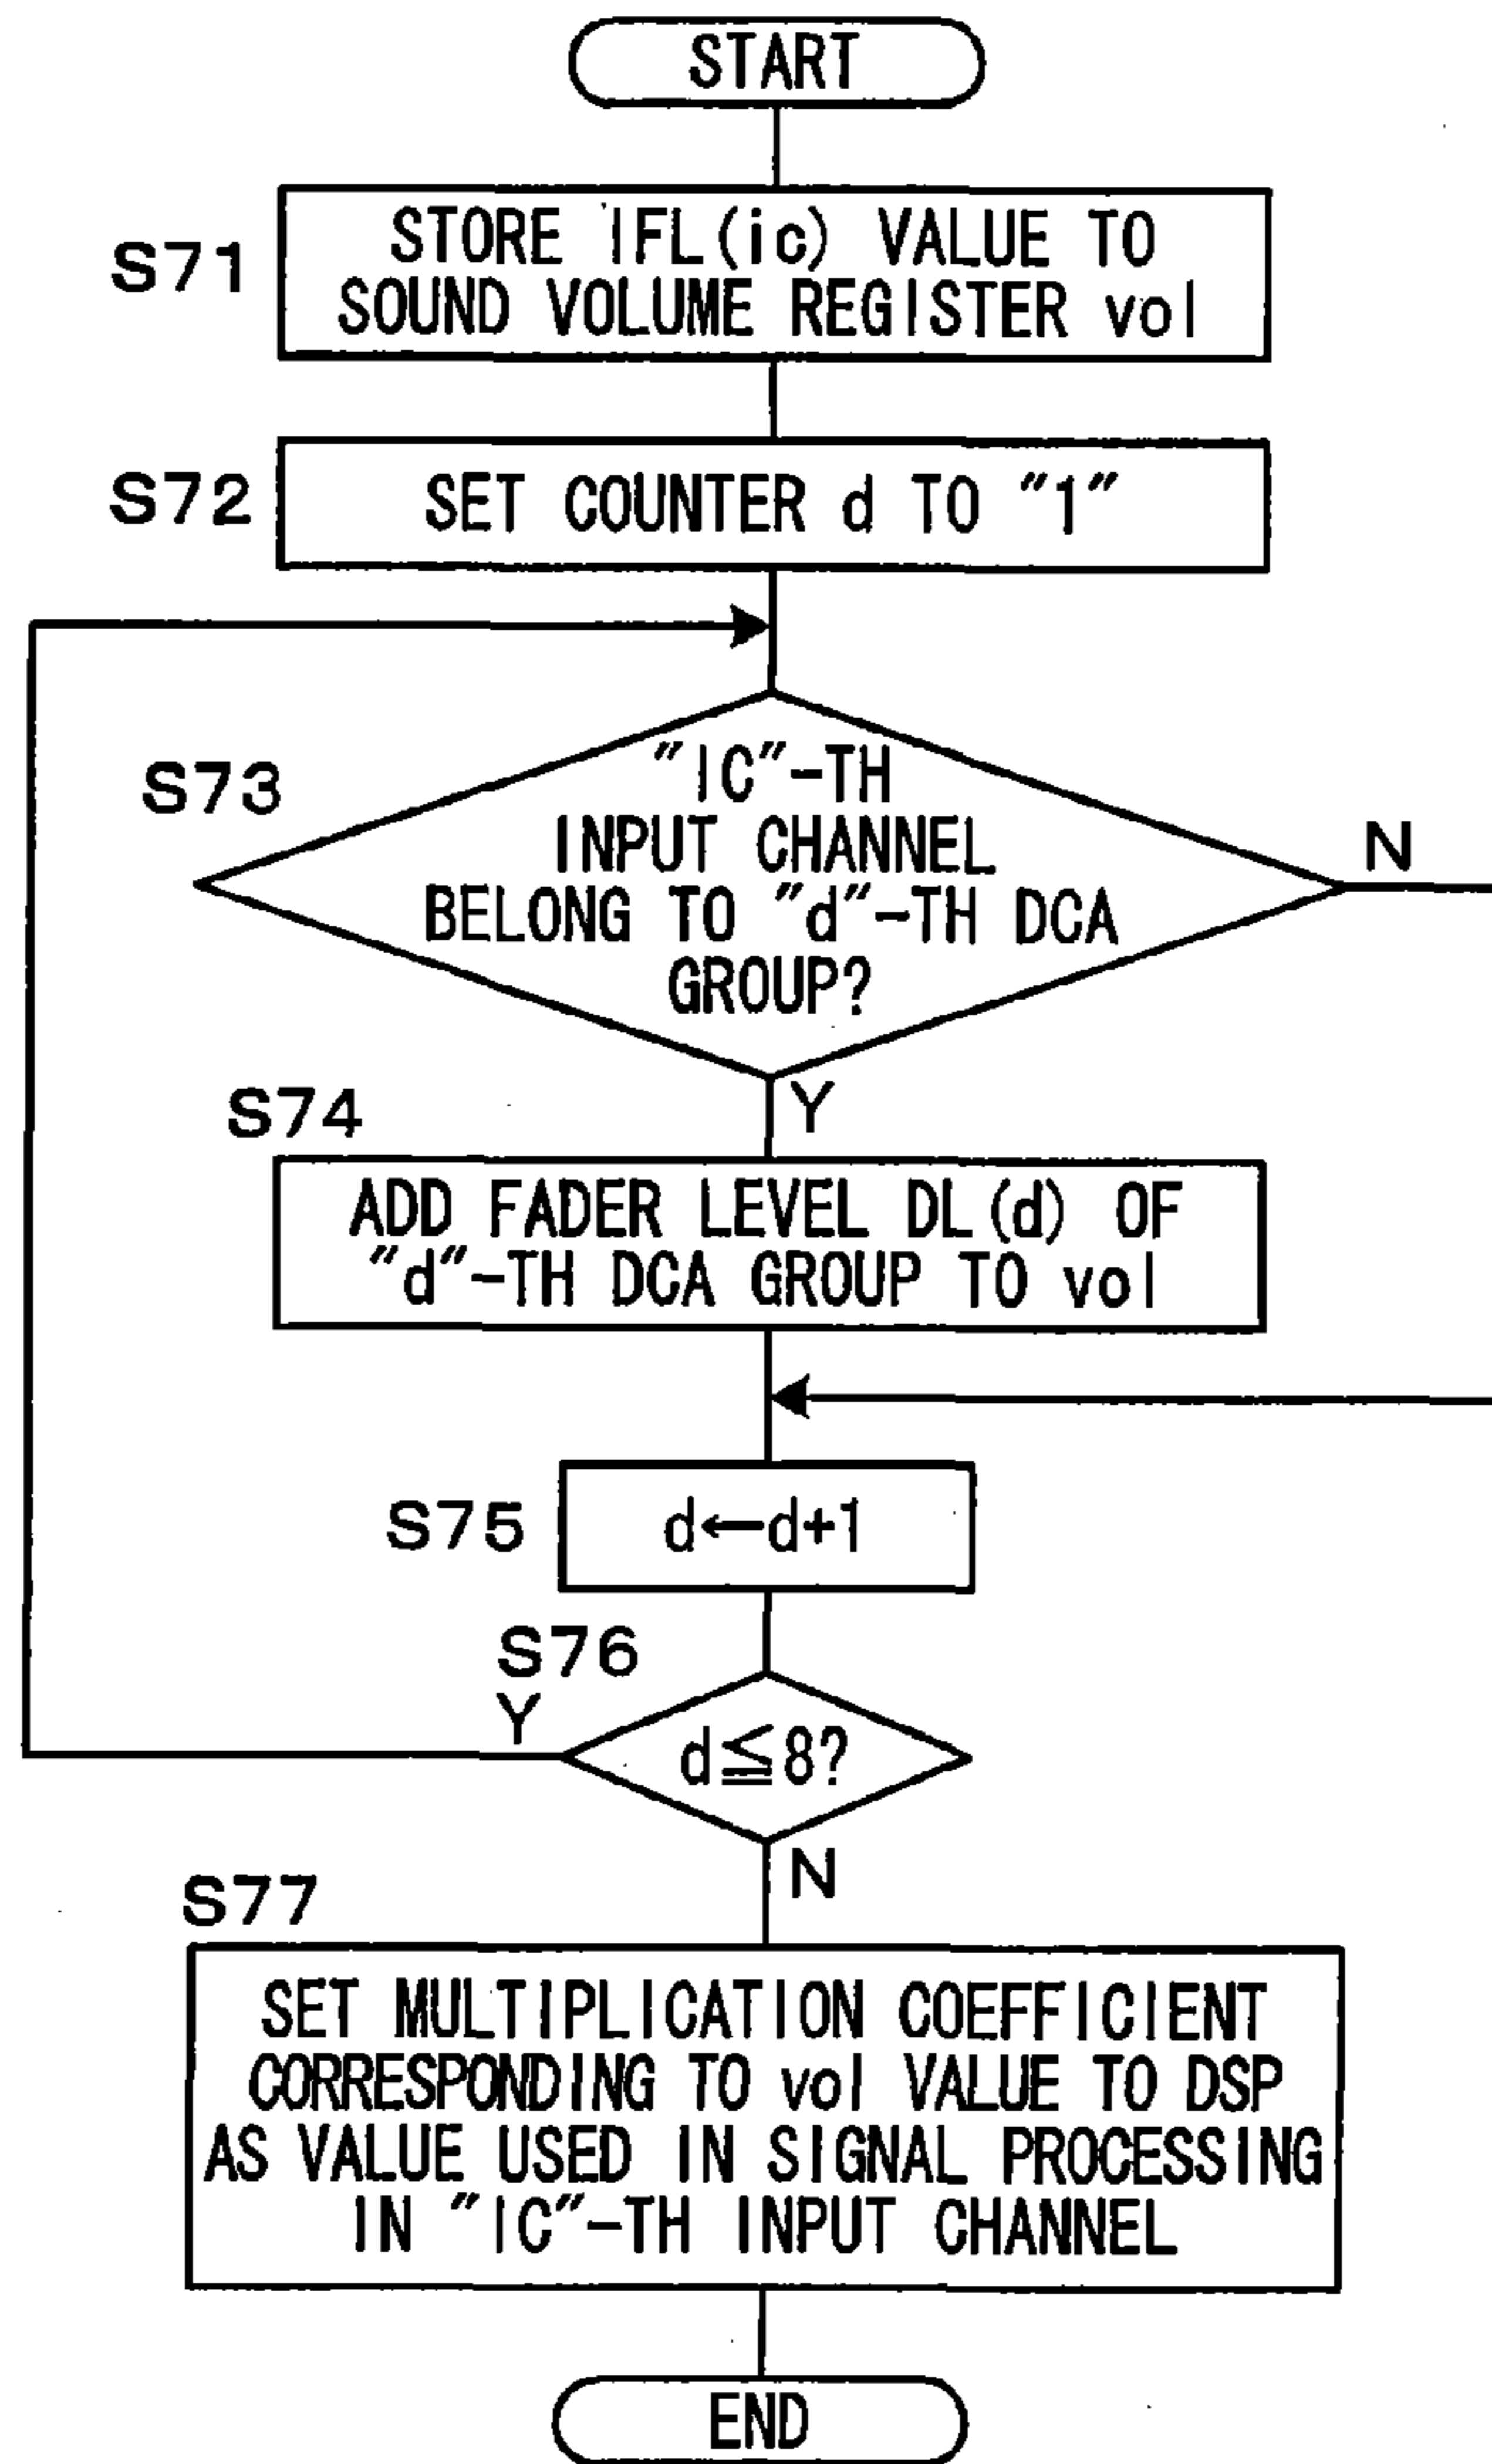 START
S71
STORE IFL(ic) VALUE TO
SOUND VOLUME REGISTER vol
S72
SET COUNTER d TO "1"
S73
"IC"-TH
INPUT CHANNEL
BELONG TO "d"-TH DCA
GROUP?
N
Y
S74
ADD FADER LEVEL DL(d) OF
"d"-TH DCA GROUP TO vol
S75
d←d+1
S76
Y
d≦8?
N
S77
SET MULTIPLICATION COEFFICIENT
CORRESPONDING TO vol VALUE TO DSP
AS VALUE USED IN SIGNAL PROCESSING
IN "IC"-TH INPUT CHANNEL
END